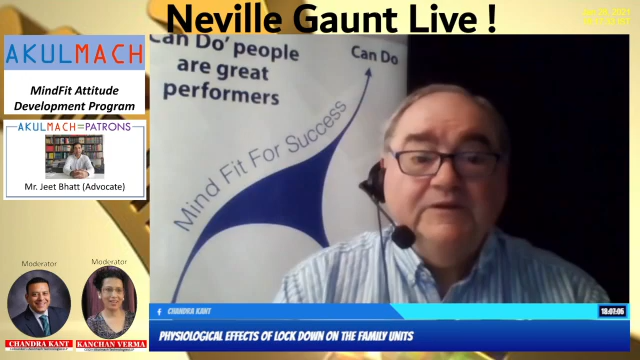 Neville Gaunt Live !
AKULMACH
MindFit Attitude
Development Program
AKULMACH=PATRONS
Mr. Jeet Bhatt (Advocate)
Moderator
CHANDRA KANT
Moderator
KANCHAN VERMA
Can Do' people
are great
performers
Can Do
Mind Fit For Success
CHANDRA KANT
18:07:05
PHYSIOLOGICAL EFFECTS OF LOCK DOWN ON THE FAMILY UNITS